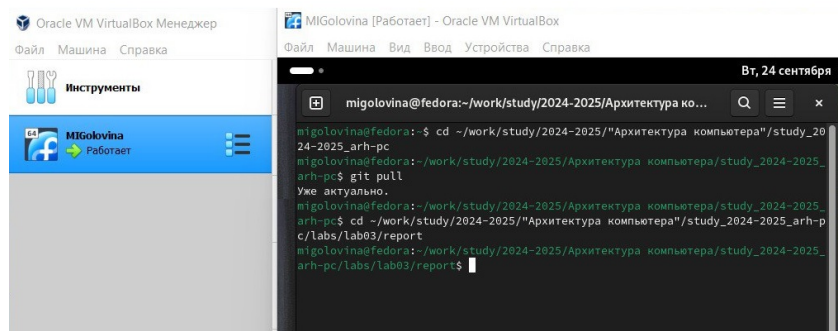 Oracle VM VirtualBox Менеджер
Файл Машина Справка
Инструменты
64
MIGolovina
Работает
MIGolovina [Работает] - Oracle VM VirtualBox
Файл Машина Вид Ввод Устройства Справка
Вт, 24 сентября
migolovina@fedora:~/work/study/2024-2025/Архитектура ко...
migolovina@fedora:~$ cd ~/work/study/2024-2025/"Архитектура компьютера"/study_20
24-2025_arh-pc
migolovina@fedora:~/work/study/2024-2025/Архитектура компьютера/study_2024-2025_
arh-pc$ git pull
Уже актуально.
migolovina@fedora:~/work/study/2024-2025/Архитектура компьютера/study_2024-2025_
arh-pc$ cd ~/work/study/2024-2025/"Архитектура компьютера"/study_2024-2025_arh-p
c/labs/lab03/report
migolovina@fedora:~/work/study/2024-2025/Архитектура компьютера/study_2024-2025_
arh-pc/labs/lab03/report$